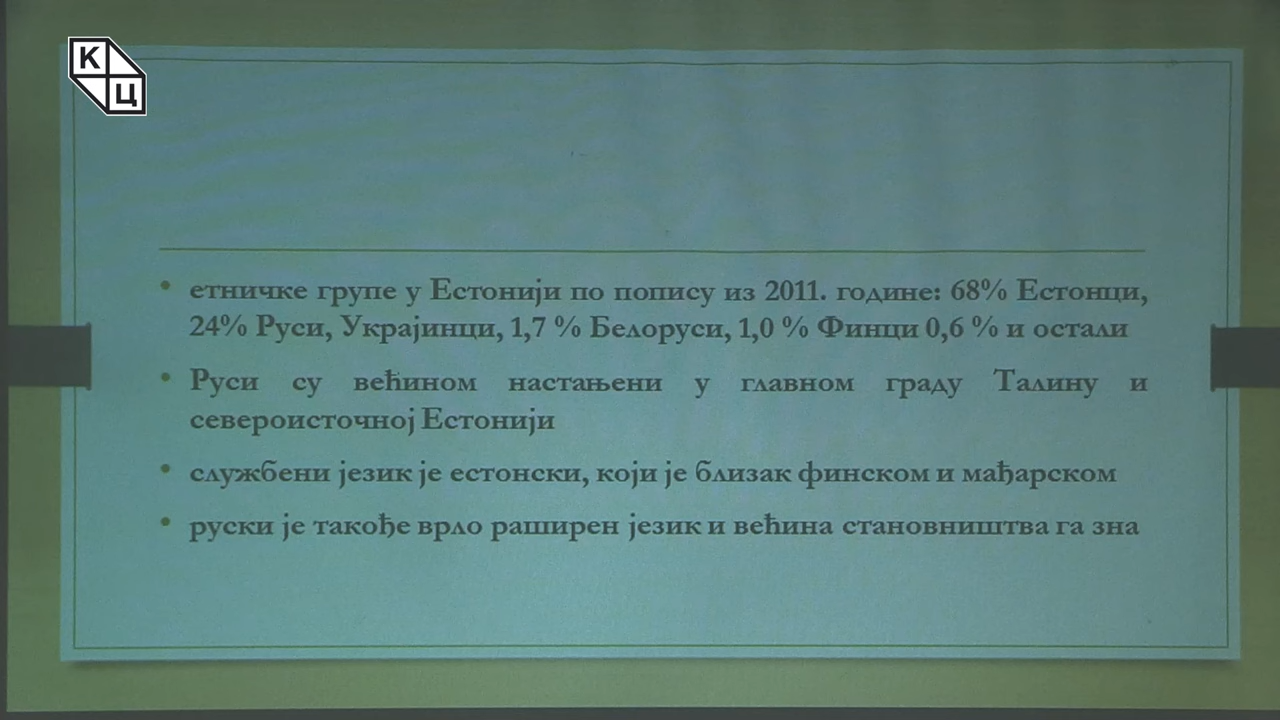 К
Ц
етничке групе у Естонији по попису из 2011. године: 68% Естонци,
24% Руси, Украјинци, 1,7 % Белоруси, 1,0 % Финци 0,6 % и остали
Руси су већином настањени у главном граду Талину и
североисточној Естонији
службени језик је естонски, који је близак финском и мађарском
руски је такође врло раширен језик и већина становништва га зна